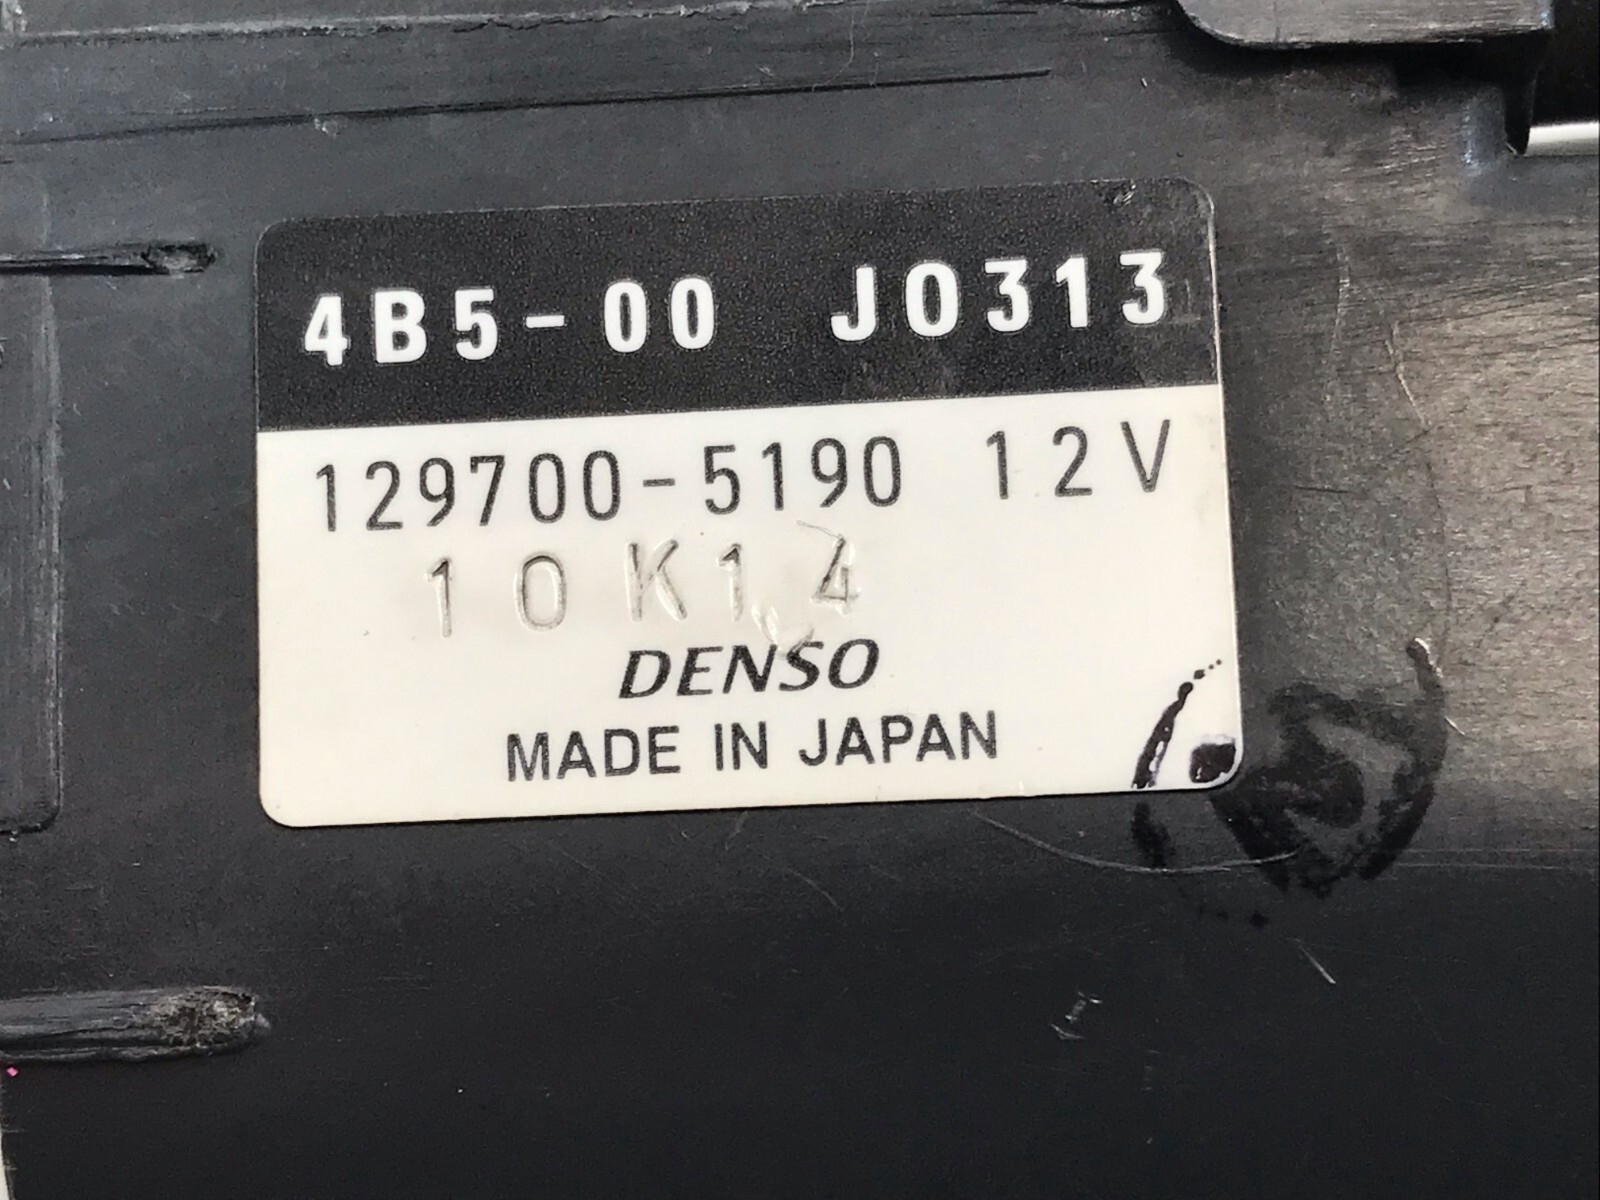 4B5-00 J0313
129700-5190 12V
10K14
DENSO
MADE IN JAPAN